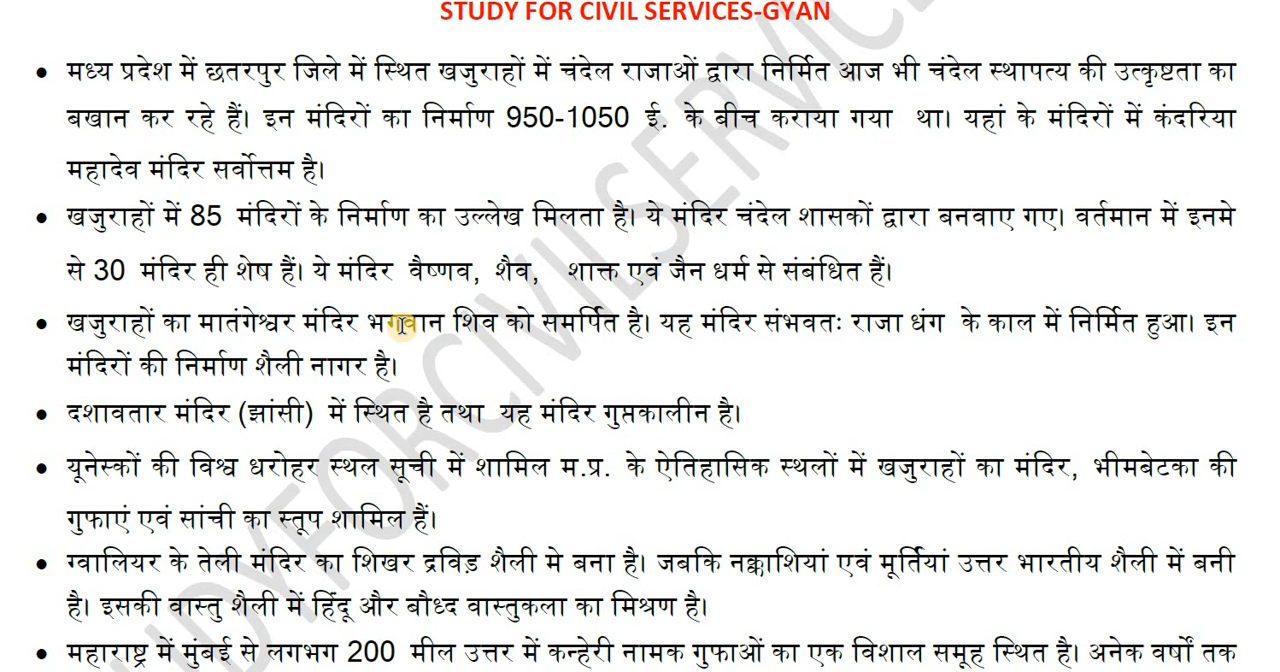 STUDY FOR CIVIL SERVICES-GYAN
• मध्य प्रदेश में छतरपुर जिले में स्थित खजुराहों में चंदेल राजाओं द्वारा निर्मित आज भी चंदेल स्थापत्य की उत्कृष्टता का
बखान कर रहे हैं। इन मंदिरों का निर्माण 950-1050 ई. के बीच कराया गया था। यहां के मंदिरों में कंदरिया
महादेव मंदिर सर्वोत्तम है।
• खजुराहों में 85 मंदिरों के निर्माण का उल्लेख मिलता है। ये मंदिर चंदेल शासकों द्वारा बनवाए गए। वर्तमान में इनमे
से 30 मंदिर ही शेष हैं। ये मंदिर वैष्णव, शैव, शाक्त एवं जैन धर्म से संबंधित हैं।
• खजुराहों का मातंगेश्वर मंदिर भगवान शिव को समर्पित है। यह मंदिर संभवतः राजा धंग के काल में निर्मित हुआ। इन
मंदिरों की निर्माण शैली नागर है।
• दशावतार मंदिर (झांसी) में स्थित है तथा यह मंदिर गुप्तकालीन है।
• यूनेस्कों की विश्व धरोहर स्थल सूची में शामिल म.प्र. के ऐतिहासिक स्थलों में खजुराहों का मंदिर, भीमबेटका की
गुफाएं एवं सांची का स्तूप शामिल हैं।
• ग्वालियर के तेली मंदिर का शिखर द्रविड़ शैली मे बना है। जबकि नक्काशियां एवं मूर्तियां उत्तर भारतीय शैली में बनी
है। इसकी वास्तु शैली में हिंदू और बौध्द वास्तुकला का मिश्रण है।
• महाराष्ट्र में मुंबई से लगभग 200 मील उत्तर में कन्हेरी नामक गुफाओं का एक विशाल समूह स्थित है। अनेक वर्षों तक
UDYFORCIVILSERVICE